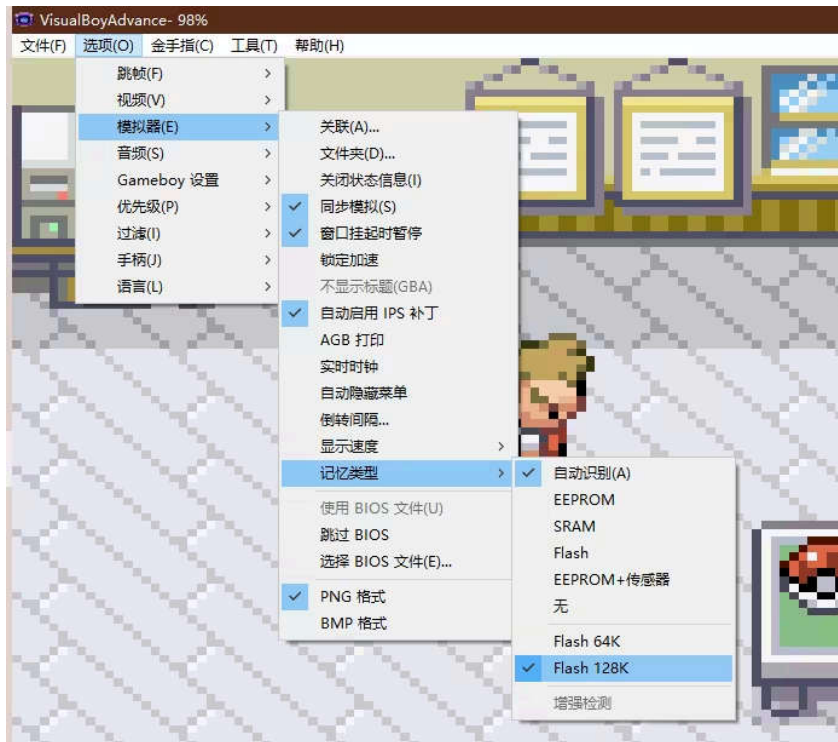 VisualBoyAdvance- 98%
文件(F) 选项(O) 金手指(C) 工具(T) 帮助(H)
跳帧(F)
视频(V)
模拟器(E)
音频(S)
Gameboy 设置
优先级(P)
过滤(I)
手柄(J)
语言(L)
关联(A)...
文件夹(D)...
关闭状态信息(I)
同步模拟(S)
窗口挂起时暂停
锁定加速
不显示标题(GBA)
自动启用 IPS 补丁
AGB 打印
实时时钟
自动隐藏菜单
倒转间隔...
显示速度
记忆类型
使用 BIOS 文件(U)
跳过 BIOS
选择 BIOS 文件(E)...
PNG 格式
BMP 格式
自动识别(A)
EEPROM
SRAM
Flash
EEPROM+传感器
无
Flash 64K
Flash 128K
增强检测